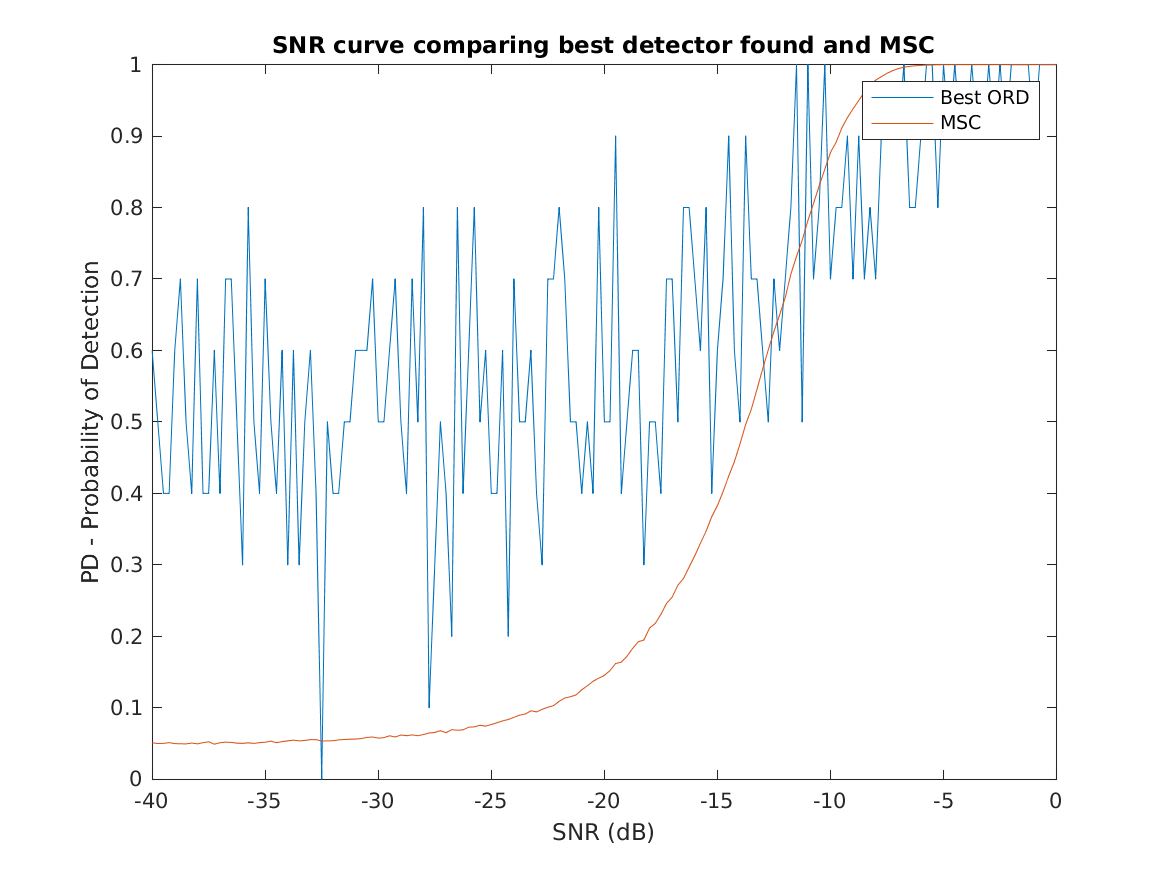 SNR curve comparing best detector found and MSC
1
0.9
0.8
0.7
0.6
0.5
0.4
0.3
0.2
0.1
0
PD - Probability of Detection
Best ORD
MSC
-40 -35 -30 -25 -20 -15 -10 -5 0
SNR (dB)